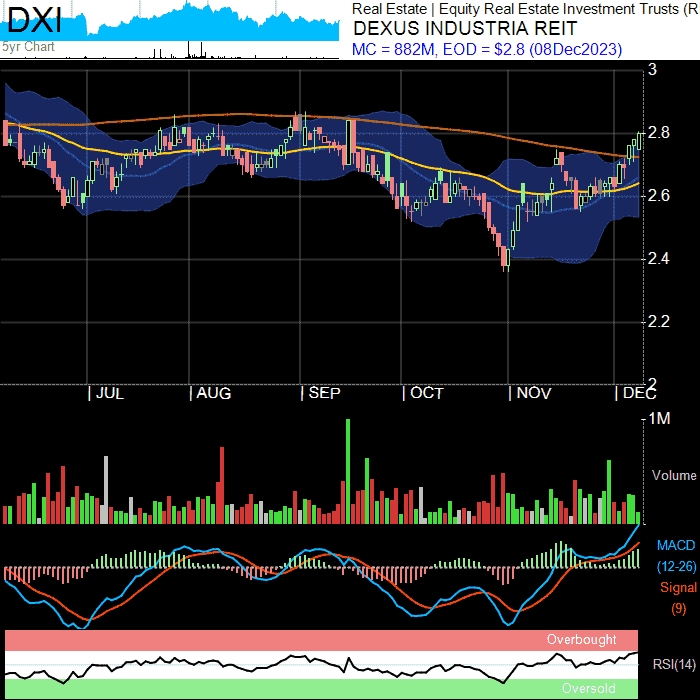 DXI
5yr Chart
Real Estate | Equity Real Estate Investment Trusts (R
DEXUS INDUSTRIA REIT
MC = 882M, EOD = $2.8 (08Dec2023)
3
2.8
2.6
2.4
2.2
2
| JUL | AUG | SEP | OCT | NOV | DEC
1M
Volume
MACD
(12-26)
Signal
(9)
Overbought
RSI(14)
Oversold